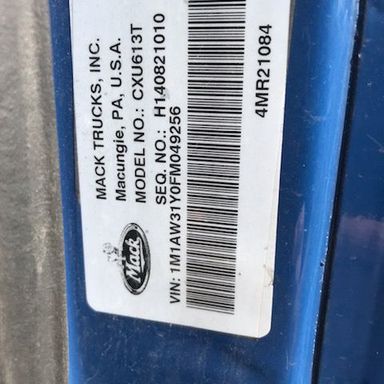 MACK TRUCKS, INC.
Macungie, PA, U.S.A.
MODEL NO.: CXU613T
SEQ. NO.: H140821010
Mack
VIN: 1M1AW31Y0FM049256
4MR21084